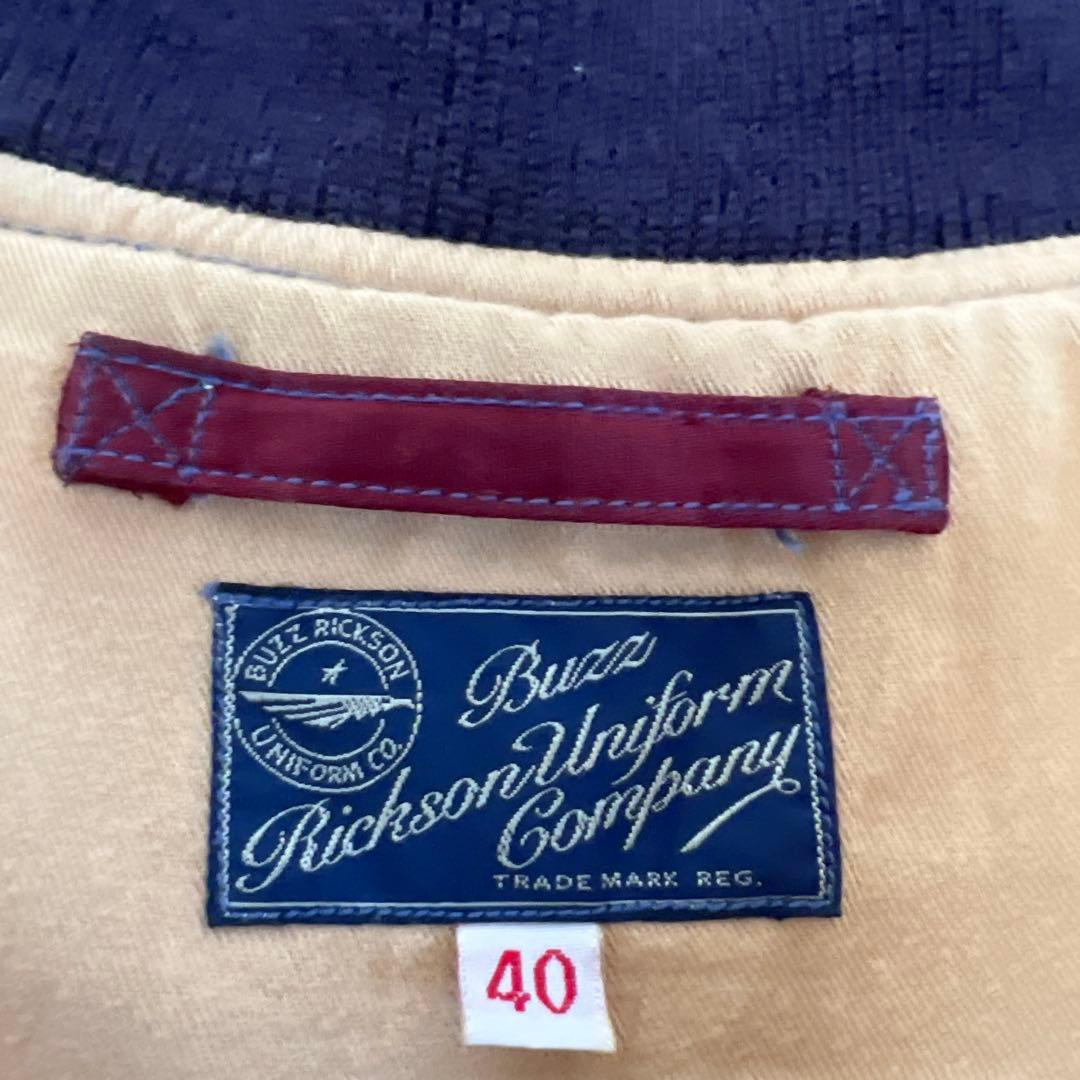 BUZZ RICKSON
UNIFORM CO.
Buzz
Rickson Uniform
Company
TRADE MARK REG.
40